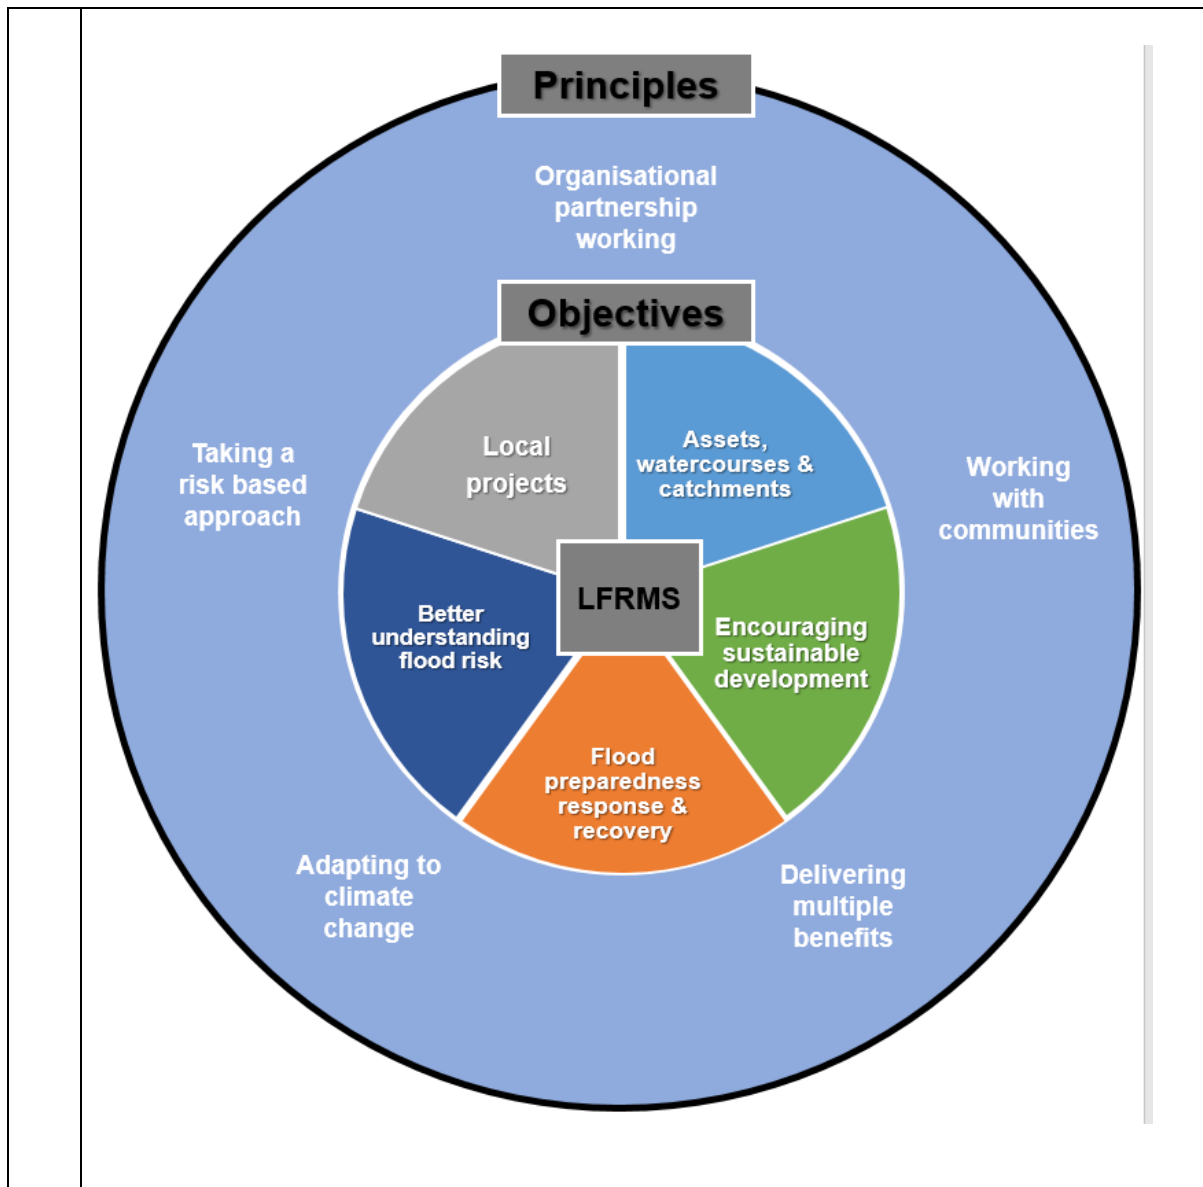 Principles
Organisational
partnership
working
Objectives
Local
projects
Assets,
watercourses &
catchments
Taking a
risk based
approach
Working
with
communities
LFRMS
Better
understanding
flood risk
Encouraging
sustainable
development
Flood
preparedness
response &
recovery
Adapting to
climate
change
Delivering
multiple
benefits